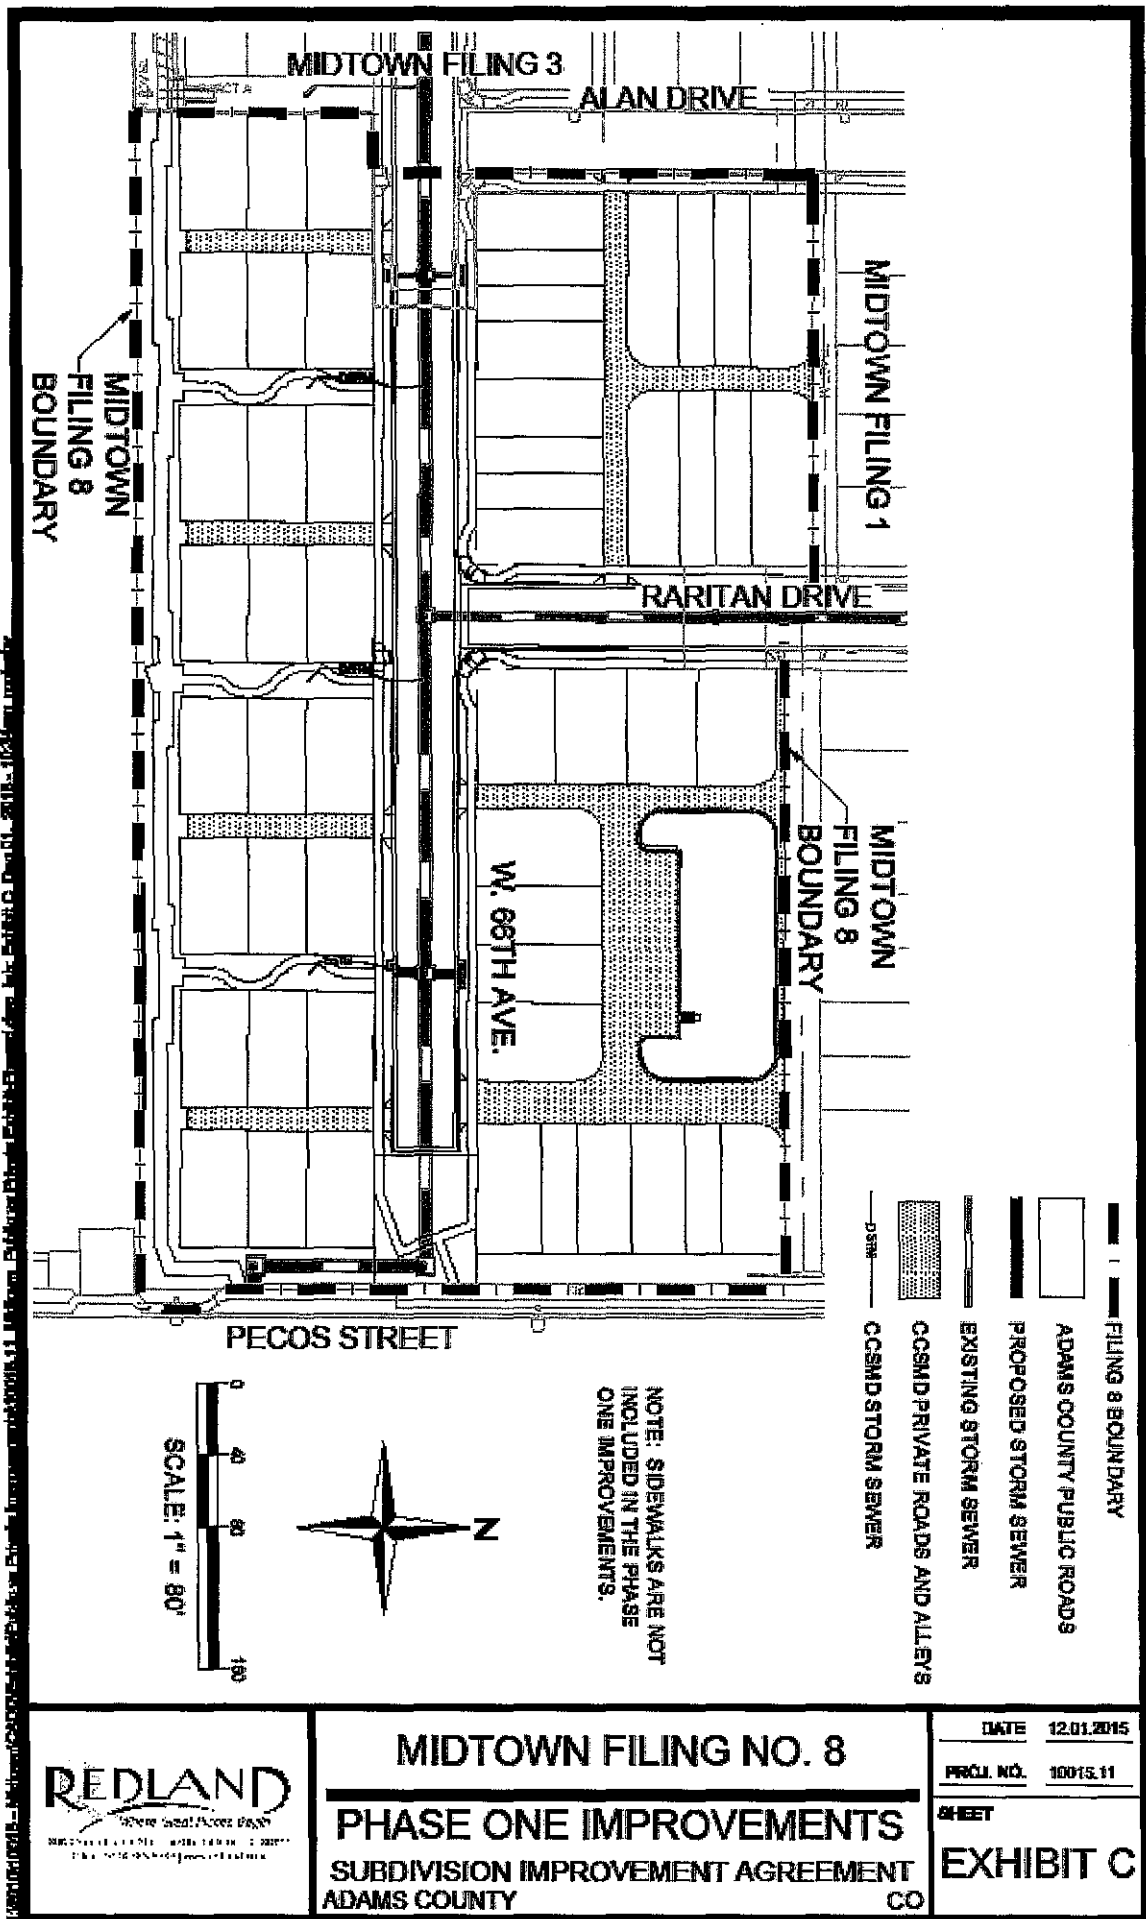 MIDTOWN FILING 3
ALAN DRIVE
MIDTOWN FILING 1
MIDTOWN
FILING 8
BOUNDARY
RARITAN DRIVE
MIDTOWN
FILING 8
BOUNDARY
W. 66TH AVE.
PECOS STREET
FILING 8 BOUNDARY
ADAMS COUNTY PUBLIC ROADS
PROPOSED STORM SEWER
EXISTING STORM SEWER
CCSMD PRIVATE ROADS AND ALLEYS
CCSMD STORM SEWER
NOTE: SIDEWALKS ARE NOT
INCLUDED IN THE PHASE
ONE IMPROVEMENTS.
N
0 40 80 160
SCALE: 1" = 80'
REDLAND
Where Great Places Begin
MIDTOWN FILING NO. 8
PHASE ONE IMPROVEMENTS
SUBDIVISION IMPROVEMENT AGREEMENT
ADAMS COUNTY CO
DATE 12.01.2015
PROJ. NO. 10015.11
SHEET
EXHIBIT C